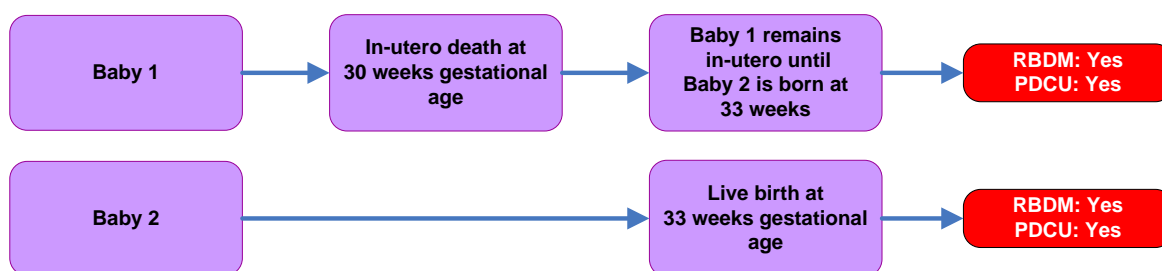 Baby 1
In-utero death at
30 weeks gestational
age
Baby 1 remains
in-utero until
Baby 2 is born at
33 weeks
RBDM: Yes
PDCU: Yes
Baby 2
Live birth at
33 weeks gestational
age
RBDM: Yes
PDCU: Yes